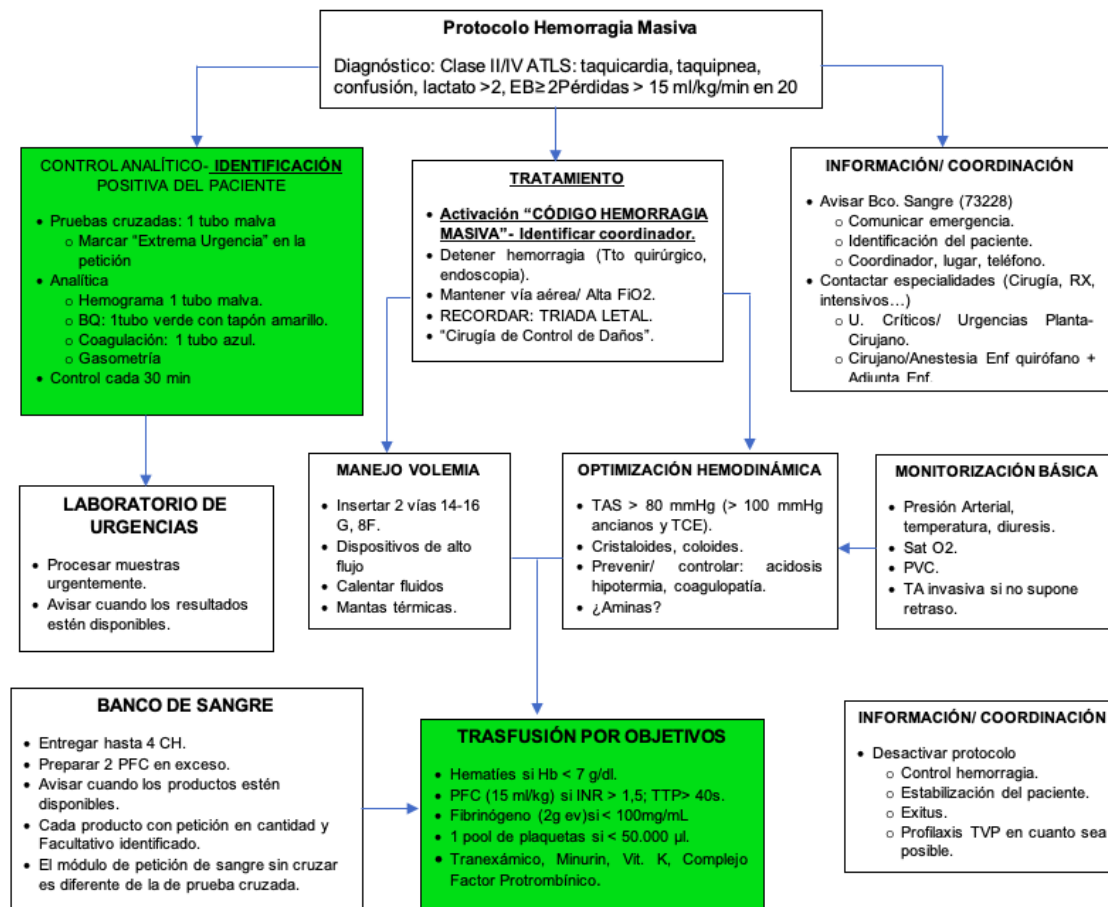 Protocolo Hemorragia Masiva
Diagnóstico: Clase II/IV ATLS: taquicardia, taquipnea,
confusión, lactato >2, EB≥ 2Pérdidas > 15 ml/kg/min en 20
CONTROL ANALÍTICO- IDENTIFICACIÓN
POSITIVA DEL PACIENTE
• Pruebas cruzadas: 1 tubo malva
o Marcar "Extrema Urgencia" en la
petición
• Analítica
o Hemograma 1 tubo malva.
o BQ: 1tubo verde con tapón amarillo.
o Coagulación: 1 tubo azul.
o Gasometría
• Control cada 30 min
TRATAMIENTO
• Activación "CÓDIGO HEMORRAGIA
MASIVA"- Identificar coordinador.
• Detener hemorragia (Tto quirúrgico,
endoscopia).
• Mantener vía aérea/ Alta FiO2.
• RECORDAR: TRIADA LETAL.
• "Cirugía de Control de Daños".
INFORMACIÓN/ COORDINACIÓN
• Avisar Bco. Sangre (73228)
o Comunicar emergencia.
o Identificación del paciente.
o Coordinador, lugar, teléfono.
• Contactar especialidades (Cirugía, RX,
intensivos…)
o U. Críticos/ Urgencias Planta-
Cirujano.
o Cirujano/Anestesia Enf quirófano +
Adjunta Enf.
LABORATORIO DE
URGENCIAS
• Procesar muestras
urgentemente.
• Avisar cuando los resultados
estén disponibles.
MANEJO VOLEMIA
• Insertar 2 vías 14-16
G, 8F.
• Dispositivos de alto
flujo
• Calentar fluidos
• Mantas térmicas.
OPTIMIZACIÓN HEMODINÁMICA
• TAS > 80 mmHg (> 100 mmHg
ancianos y TCE).
• Cristaloides, coloides.
• Prevenir/ controlar: acidosis
hipotermia, coagulopatía.
• ¿Aminas?
MONITORIZACIÓN BÁSICA
• Presión Arterial,
temperatura, diuresis.
• Sat O2.
• PVC.
• TA invasiva si no supone
retraso.
BANCO DE SANGRE
• Entregar hasta 4 CH.
• Preparar 2 PFC en exceso.
• Avisar cuando los productos estén
disponibles.
• Cada producto con petición en cantidad y
Facultativo identificado.
• El módulo de petición de sangre sin cruzar
es diferente de la de prueba cruzada.
TRASFUSIÓN POR OBJETIVOS
• Hematíes si Hb < 7 g/dl.
• PFC (15 ml/kg) si INR > 1,5; TTP> 40s.
• Fibrinógeno (2g ev)si < 100mg/mL
• 1 pool de plaquetas si < 50.000 µl.
• Tranexámico, Minurin, Vit. K, Complejo
Factor Protrombínico.
INFORMACIÓN/ COORDINACIÓN
• Desactivar protocolo
o Control hemorragia.
o Estabilización del paciente.
o Exitus.
o Profilaxis TVP en cuanto sea
posible.